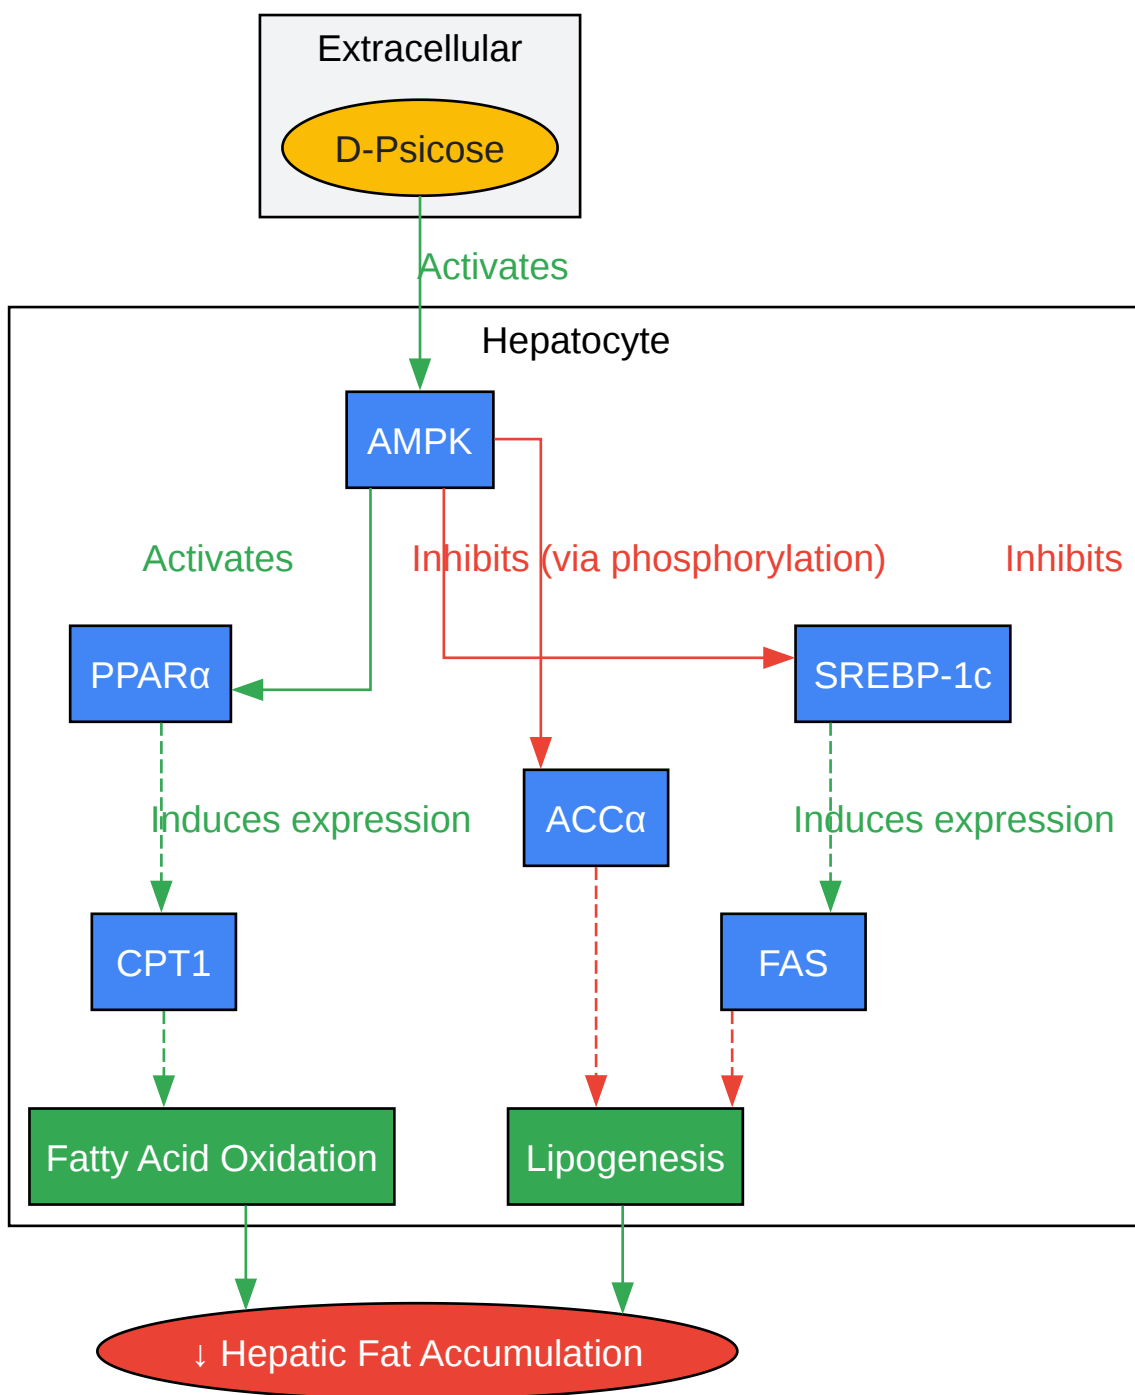 Extracellular
D-Psicose
Activates
Hepatocyte
AMPK
Activates
Inhibits (via phosphorylation)
Inhibits
PPARα
SREBP-1c
Induces expression
ACCα
Induces expression
CPT1
FAS
Fatty Acid Oxidation
Lipogenesis
↓ Hepatic Fat Accumulation